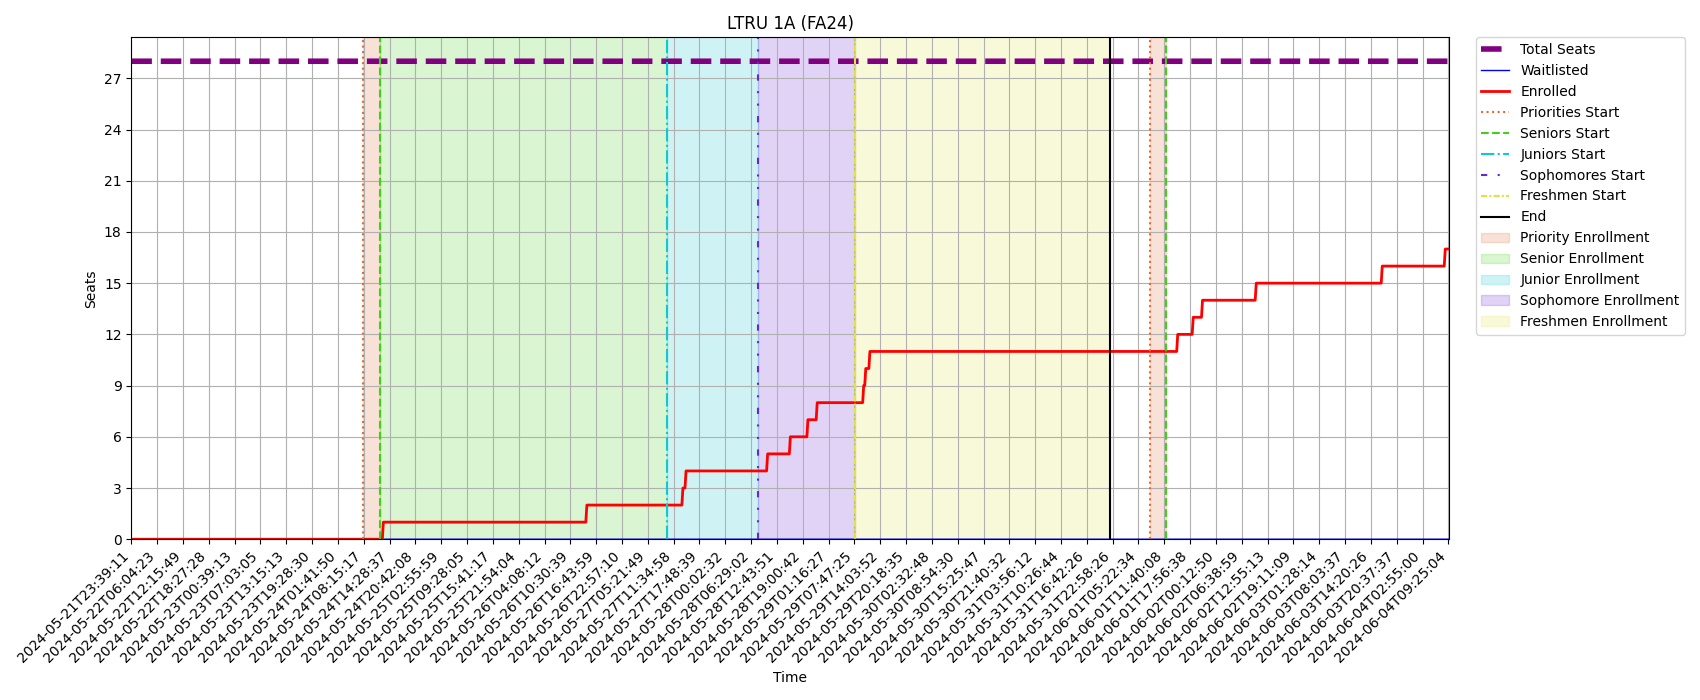 LTRU 1A (FA24)
Seats
27
24
21
18
15
12
9
6
3
0
2024-05-21T23:39:11
2024-05-22T06:04:23
2024-05-22T12:15:49
2024-05-22T18:27:28
2024-05-23T00:39:13
2024-05-23T07:03:05
2024-05-23T13:15:13
2024-05-23T19:28:30
2024-05-24T01:41:50
2024-05-24T08:15:17
2024-05-24T14:28:37
2024-05-24T20:42:08
2024-05-25T02:55:59
2024-05-25T09:28:05
2024-05-25T15:41:17
2024-05-25T21:54:04
2024-05-26T04:08:12
2024-05-26T10:30:39
2024-05-26T16:43:59
2024-05-26T22:57:10
2024-05-27T05:21:49
2024-05-27T11:34:58
2024-05-27T17:48:39
2024-05-28T00:02:32
2024-05-28T06:29:02
2024-05-28T12:43:51
2024-05-28T19:00:42
2024-05-29T01:16:27
2024-05-29T07:47:25
2024-05-29T14:03:52
2024-05-29T20:18:35
2024-05-30T02:32:48
2024-05-30T08:54:30
2024-05-30T15:25:47
2024-05-30T21:40:32
2024-05-31T03:56:12
2024-05-31T10:26:44
2024-05-31T16:42:26
2024-05-31T22:58:26
2024-06-01T05:22:34
2024-06-01T11:40:08
2024-06-01T17:56:38
2024-06-02T00:12:50
2024-06-02T06:38:59
2024-06-02T12:55:13
2024-06-02T19:11:09
2024-06-03T01:28:14
2024-06-03T08:03:37
2024-06-03T14:20:26
2024-06-03T20:37:37
2024-06-04T02:55:00
2024-06-04T09:25:04
Time
Total Seats
Waitlisted
Enrolled
Priorities Start
Seniors Start
Juniors Start
Sophomores Start
Freshmen Start
End
Priority Enrollment
Senior Enrollment
Junior Enrollment
Sophomore Enrollment
Freshmen Enrollment